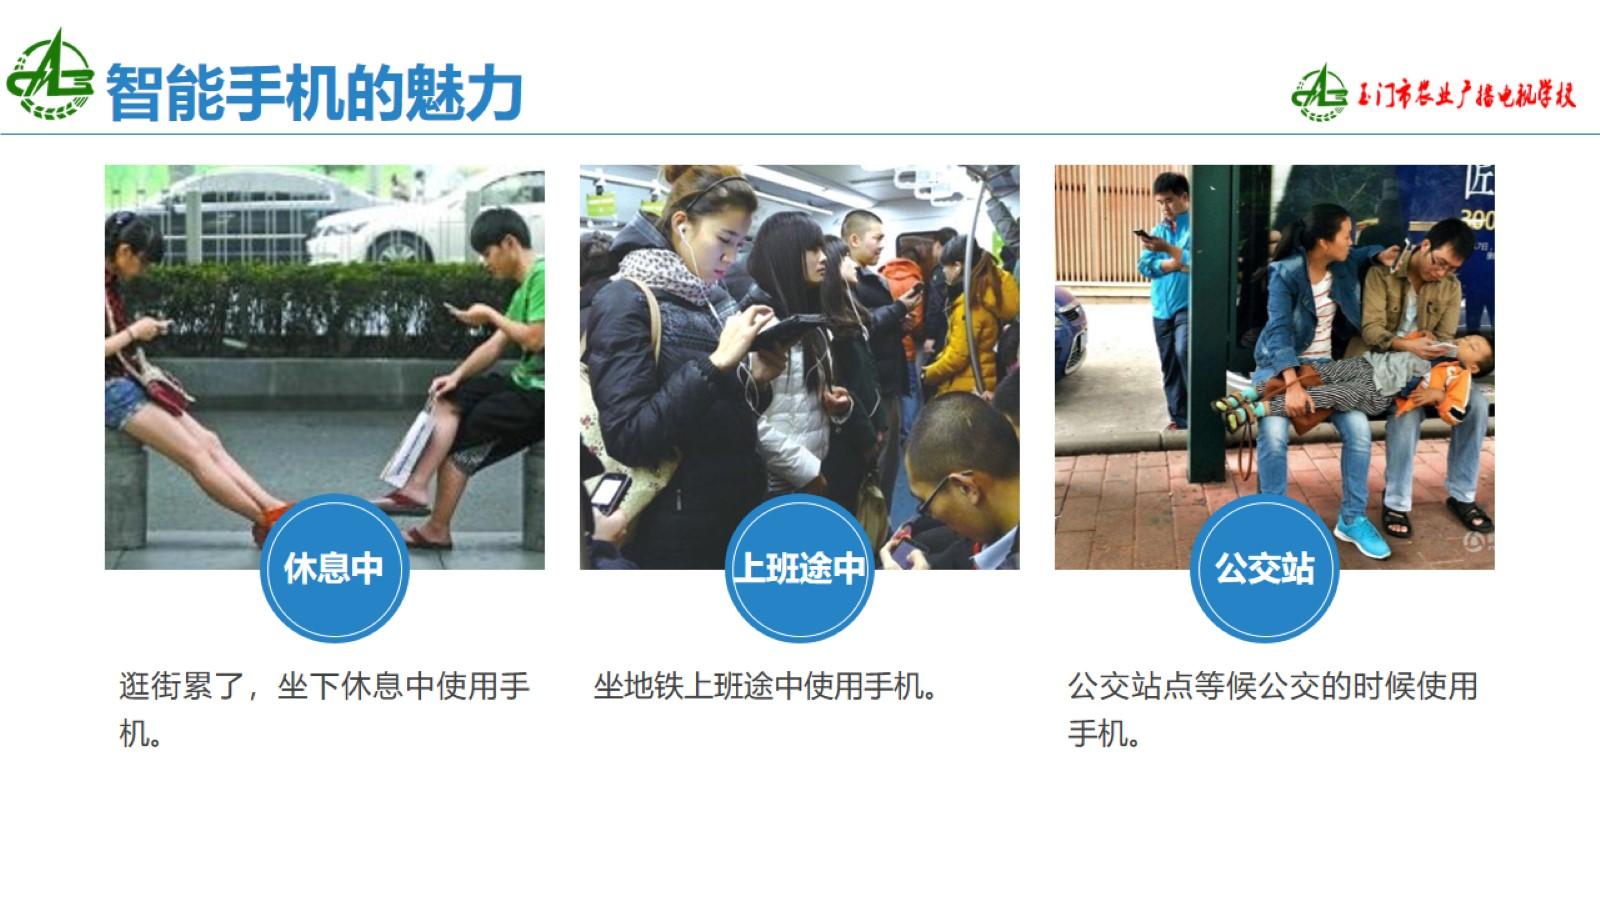 智能手机的魅力
玉门市农业广播电视学校
匠
300
休息中
上班途中
公交站
逛街累了，坐下休息中使用手
机。
坐地铁上班途中使用手机。
公交站点等候公交的时候使用
手机。